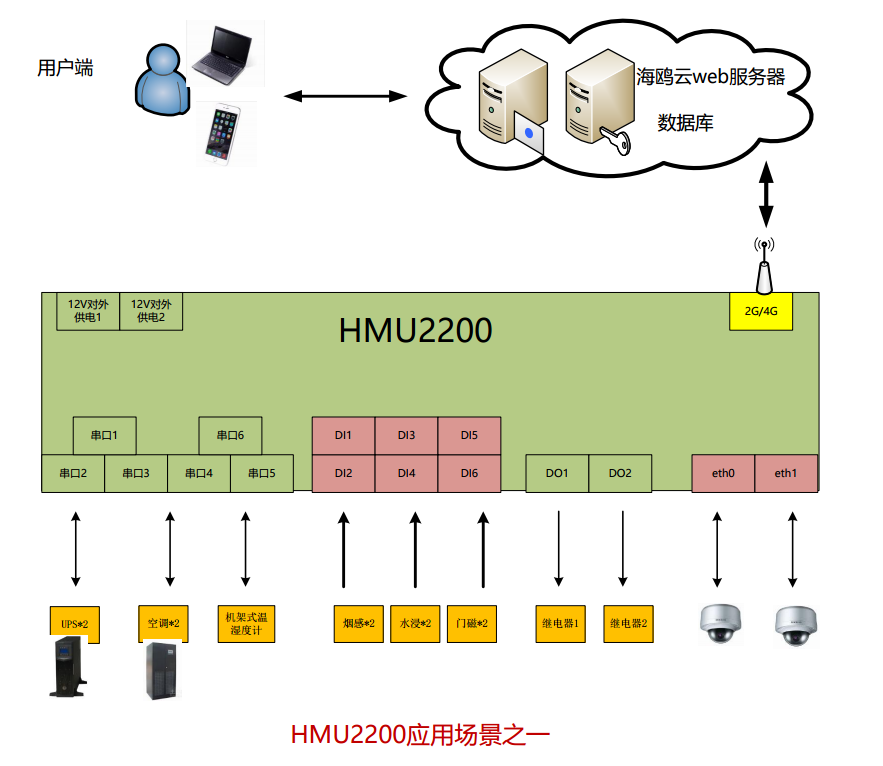 用户端
海鸥云web服务器
数据库
12V对外
供电1
12V对外
供电2
HMU2200
2G/4G
串口1
串口6
DI1
DI3
DI5
串口2
串口3
串口4
串口5
DI2
DI4
DI6
DO1
DO2
eth0
eth1
UPS*2
空调*2
机架式温
湿度计
烟感*2
水浸*2
门磁*2
继电器1
继电器2
HMU2200应用场景之一